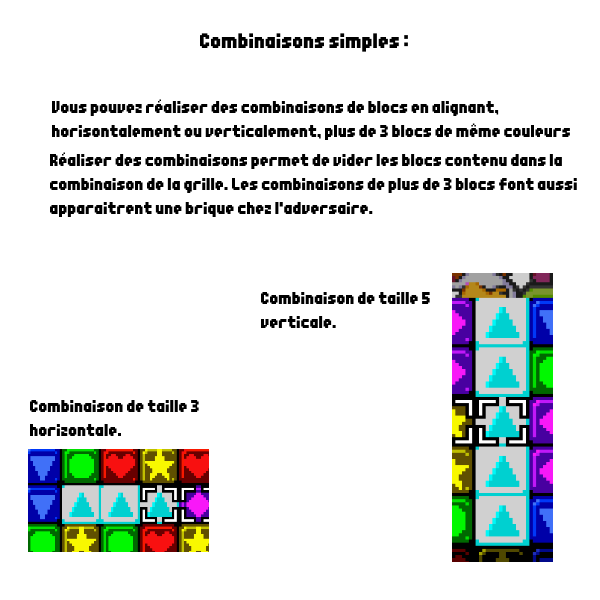 Combinaisons simples :
Vous pouvez réaliser des combinaisons de blocs en alignant,
horisontalement ou verticalement, plus de 3 blocs de même couleurs
Réaliser des combinaisons permet de vider les blocs contenu dans la
combinaison de la grille. Les combinaisons de plus de 3 blocs font aussi
apparaitrent une brique chez l'adversaire.
Combinaison de taille 5
verticale.
Combinaison de taille 3
horizontale.